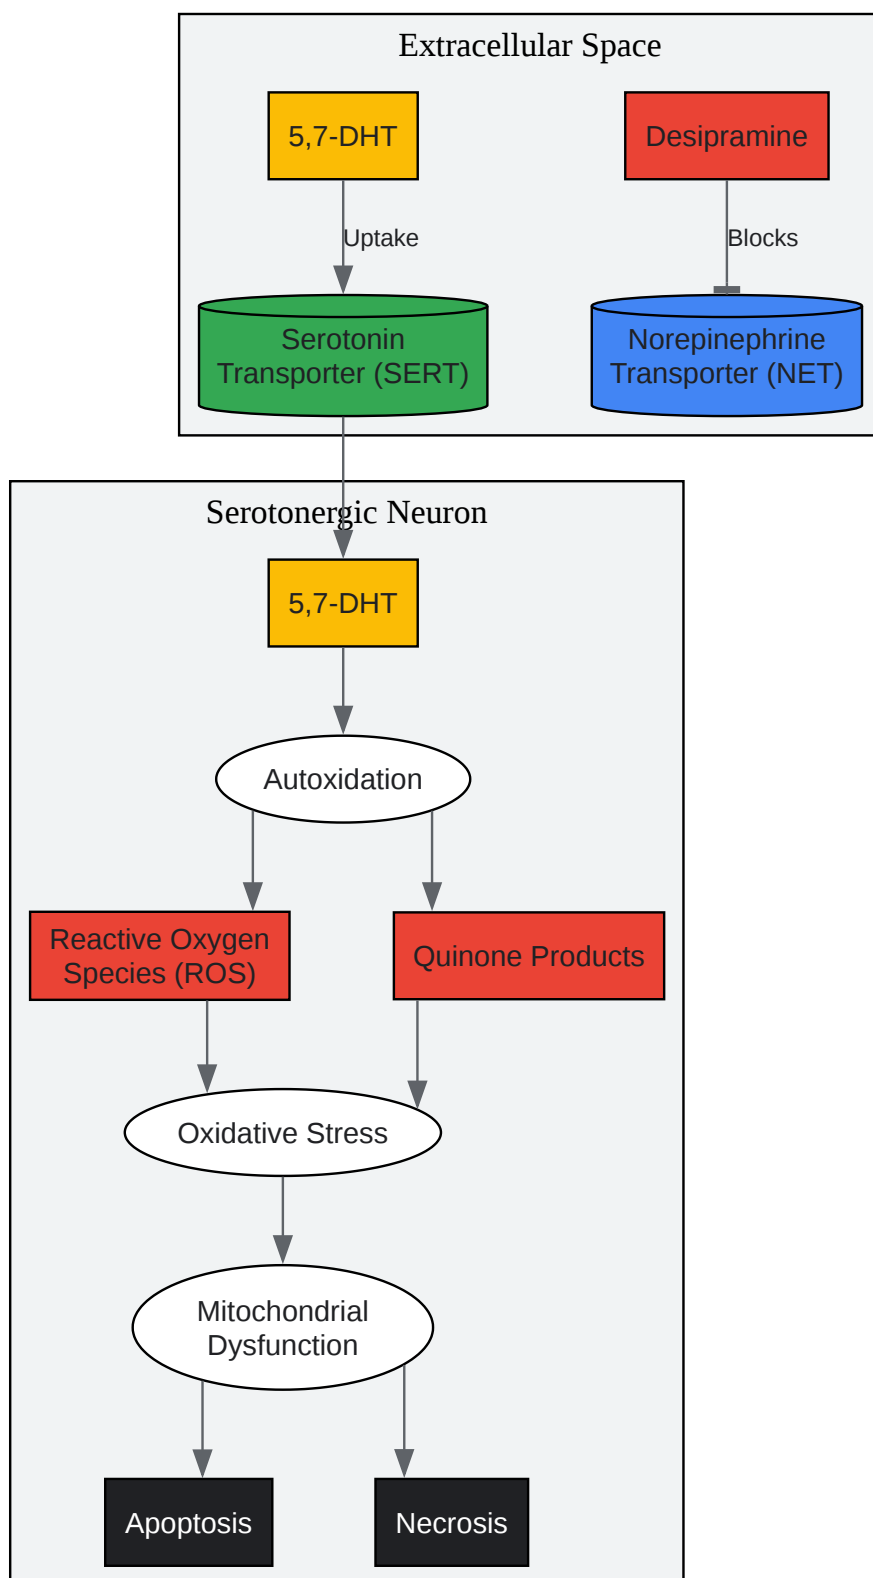 Extracellular Space
5,7-DHT
Desipramine
Uptake
Blocks
Serotonin
Transporter (SERT)
Norepinephrine
Transporter (NET)
Serotonergic Neuron
5,7-DHT
Autoxidation
Reactive Oxygen
Species (ROS)
Quinone Products
Oxidative Stress
Mitochondrial
Dysfunction
Apoptosis
Necrosis